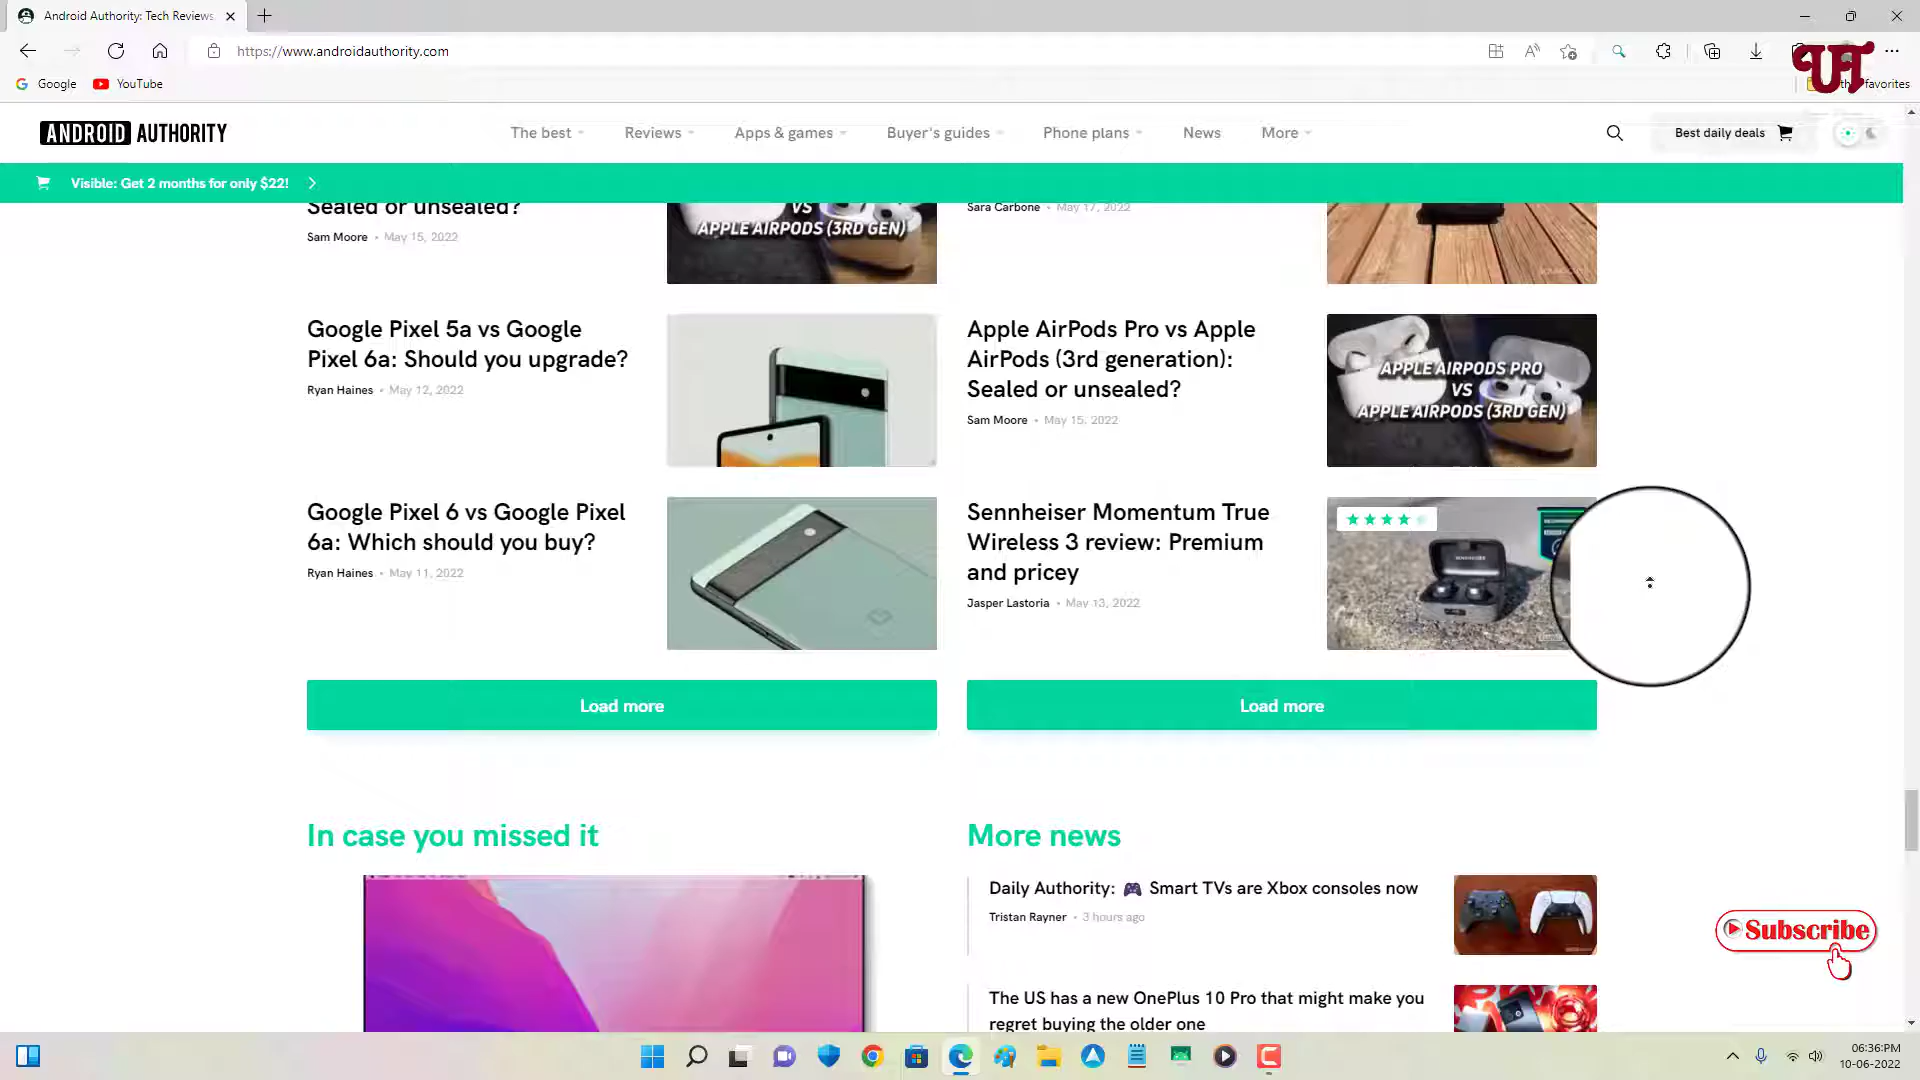 Android Authority: Tech Reviews
https://www.androidauthority.com
Google
YouTube
favorites
ANDROID AUTHORITY
The best
Reviews
Apps & games
Buyer's guides
Phone plans
News
More
Best daily deals
Visible: Get 2 months for only $22!
Sealed or unsealed?
Sam Moore • May 15, 2022
VS
APPLE AIRPODS (3RD GEN)
Sara Carbone • May 17, 2022
Google Pixel 5a vs Google
Pixel 6a: Should you upgrade?
Ryan Haines • May 12, 2022
Apple AirPods Pro vs Apple
AirPods (3rd generation):
Sealed or unsealed?
Sam Moore • May 15, 2022
APPLE AIRPODS PRO
VS
APPLE AIRPODS (3RD GEN)
Google Pixel 6 vs Google Pixel
6a: Which should you buy?
Ryan Haines • May 11, 2022
Sennheiser Momentum True
Wireless 3 review: Premium
and pricey
Jasper Lastoria • May 13, 2022
Load more
Load more
In case you missed it
More news
Daily Authority: 🎮 Smart TVs are Xbox consoles now
Tristan Rayner • 3 hours ago
The US has a new OnePlus 10 Pro that might make you
regret buying the older one
Subscribe
06:36 PM
10-06-2022